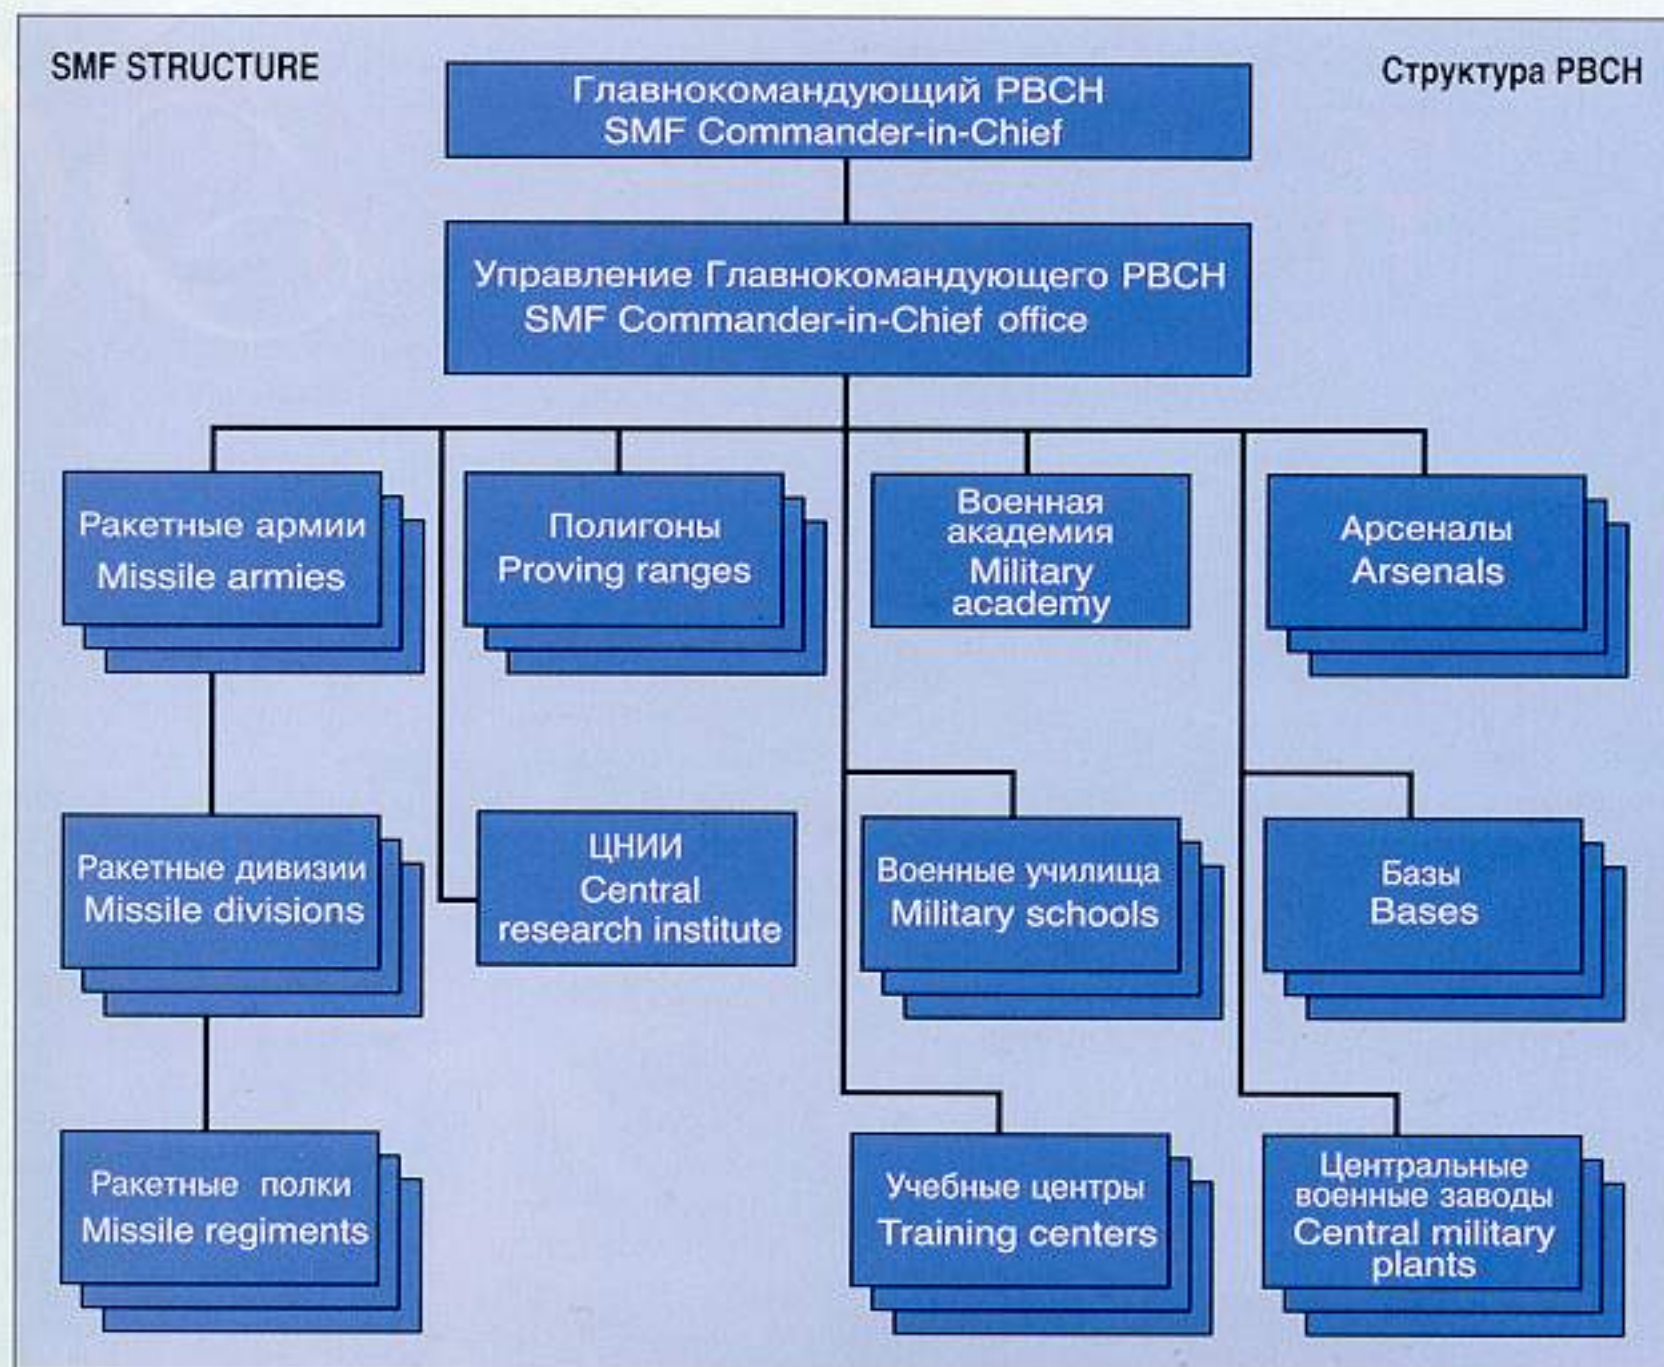 SMF STRUCTURE
Структура РВСН
Главнокомандующий РВСН
SMF Commander-in-Chief
Управление Главнокомандующего РВСН
SMF Commander-in-Chief office
Ракетные армии
Missile armies
Полигоны
Proving ranges
Военная
академия
Military
academy
Арсеналы
Arsenals
Ракетные дивизии
Missile divisions
ЦНИИ
Central
research institute
Военные училища
Military schools
Базы
Bases
Ракетные полки
Missile regiments
Учебные центры
Training centers
Центральные
военные заводы
Central military
plants